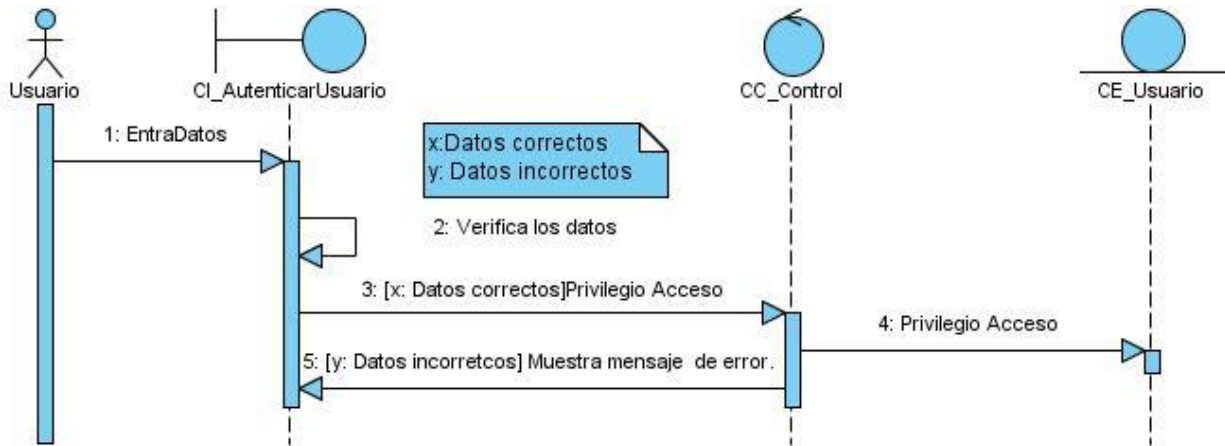 Usuario
CI_AutenticarUsuario
CC_Control
CE_Usuario
1: EntraDatos
x:Datos correctos
y: Datos incorrectos
2: Verifica los datos
3: [x: Datos correctos]Privilegio Acceso
4: Privilegio Acceso
5: [y: Datos incorretcos] Muestra mensaje de error.